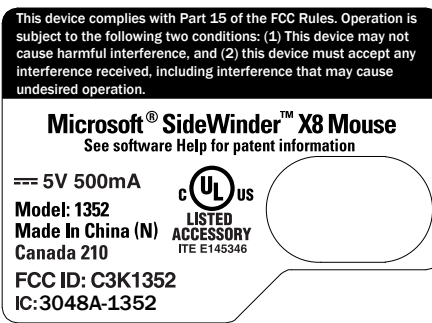 This device complies with Part 15 of the FCC Rules. Operation is
subject to the following two conditions: (1) This device may not
cause harmful interference, and (2) this device must accept any
interference received, including interference that may cause
undesired operation.
Microsoft® SideWinder™ X8 Mouse
See software Help for patent information
5V 500mA
Model: 1352
Made In China (N)
Canada 210
FCC ID: C3K1352
IC:3048A-1352
C UL US
LISTED
ACCESSORY
ITE E145346